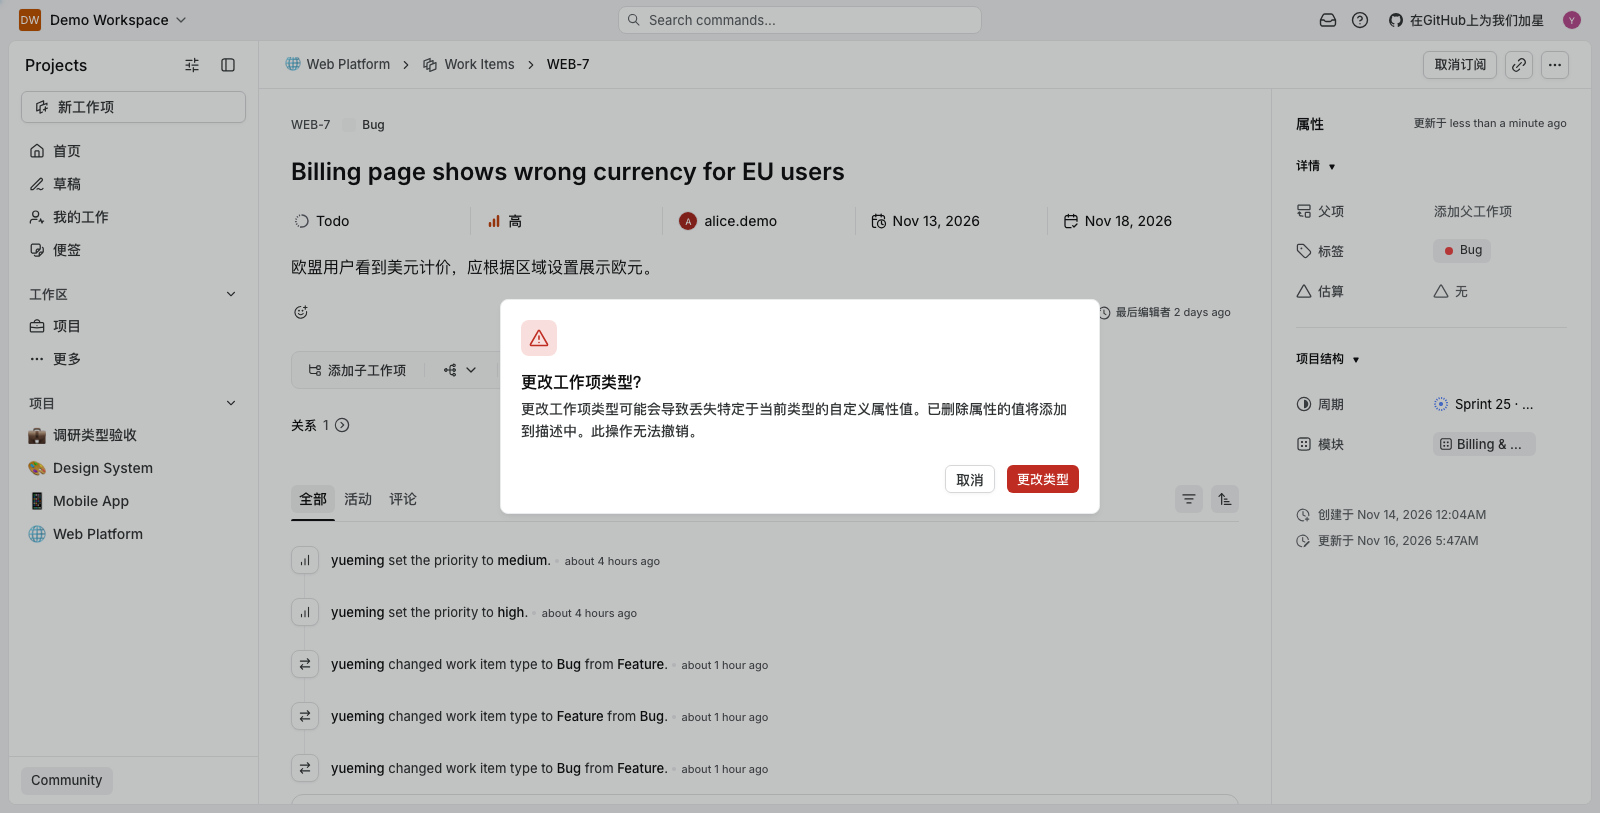 DW Demo Workspace
Search commands...
在GitHub上为我们加星
Y
Projects
新工作项
首页
草稿
我的工作
便签
工作区
项目
更多
项目
调研类型验收
Design System
Mobile App
Web Platform
Community
Web Platform
Work Items
WEB-7
取消订阅
WEB-7 Bug
Billing page shows wrong currency for EU users
Todo
高
A alice.demo
Nov 13, 2026
Nov 18, 2026
欧盟用户看到美元计价，应根据区域设置展示欧元。
最后编辑者 2 days ago
添加子工作项
关系 1
更改工作项类型?
更改工作项类型可能会导致丢失特定于当前类型的自定义属性值。已删除属性的值将添加
到描述中。此操作无法撤销。
取消
更改类型
全部
活动
评论
yueming set the priority to medium. about 4 hours ago
yueming set the priority to high. about 4 hours ago
yueming changed work item type to Bug from Feature. about 1 hour ago
yueming changed work item type to Feature from Bug. about 1 hour ago
yueming changed work item type to Bug from Feature. about 1 hour ago
属性
更新于 less than a minute ago
详情
父项
添加父工作项
标签
Bug
估算
无
项目结构
周期
Sprint 25 · ...
模块
Billing & ...
创建于 Nov 14, 2026 12:04AM
更新于 Nov 16, 2026 5:47AM